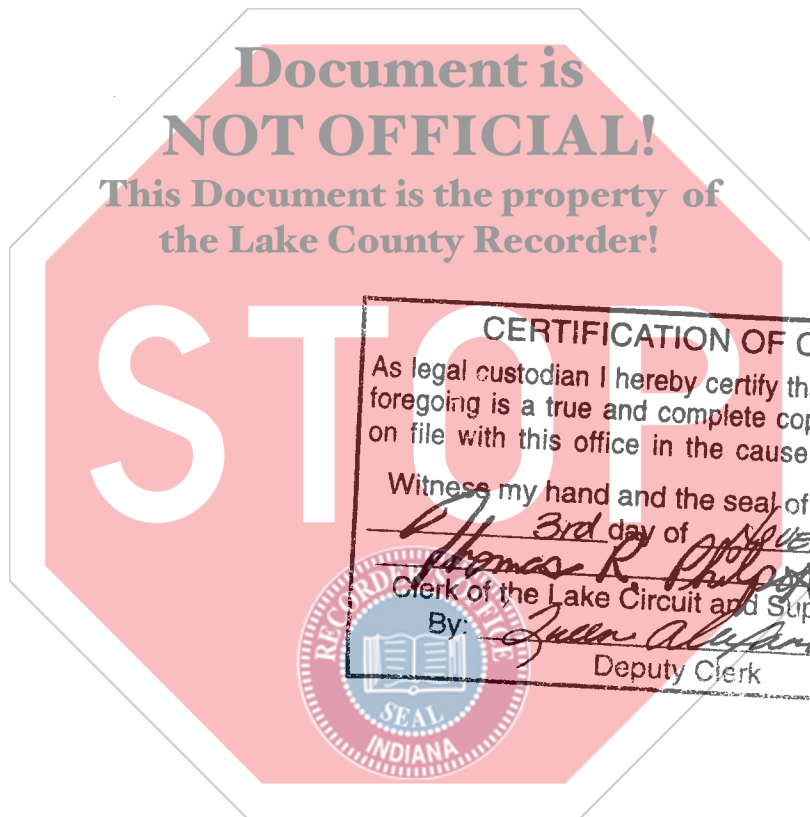 Document is
NOT OFFICIAL!
This Document is the property of
the Lake County Recorder!
STOP
CERTIFICATION OF C
As legal custodian I hereby certify th
foregoing is a true and complete cop
on file with this office in the cause
Witness my hand and the seal of
3rd day of
Thomas R. Philpot
Clerk of the Lake Circuit and Sup
By: Queen
Deputy Clerk
RECORDER'S OFFICE
SEAL
INDIANA